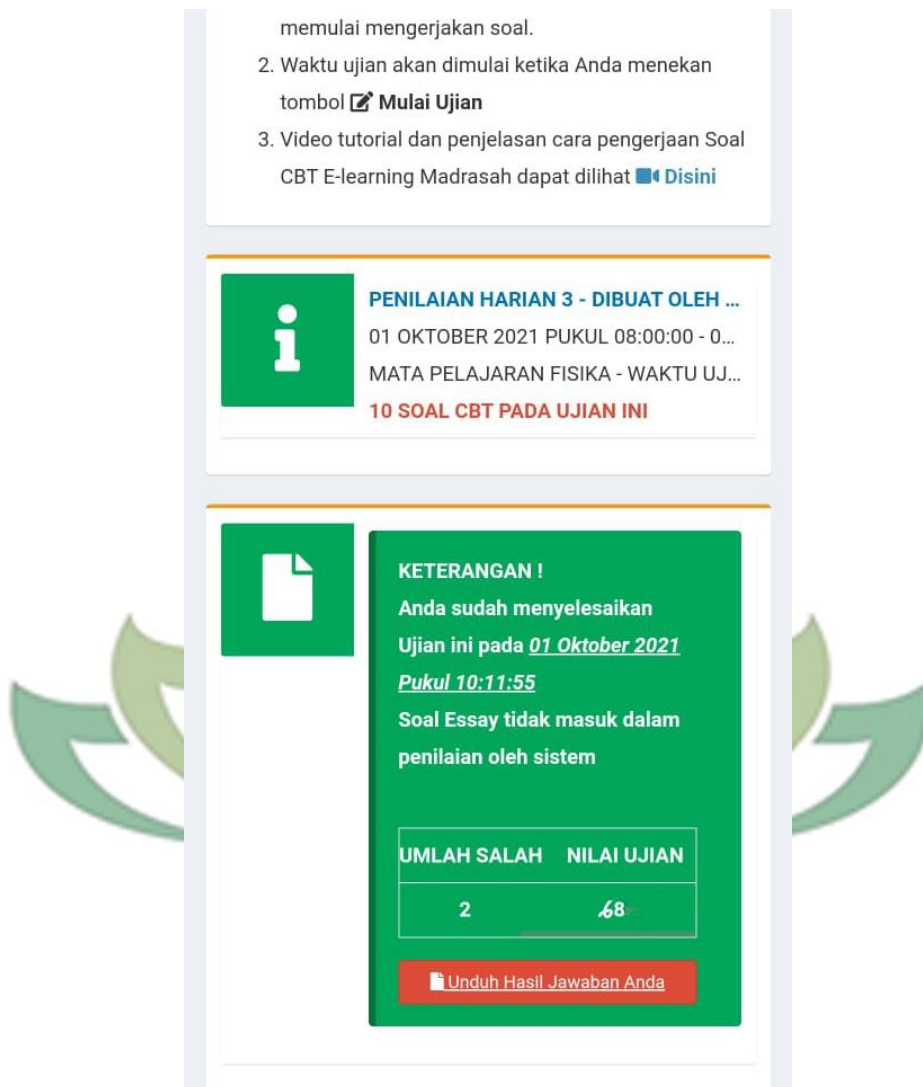 memulai mengerjakan soal.
2. Waktu ujian akan dimulai ketika Anda menekan
tombol Mulai Ujian
3. Video tutorial dan penjelasan cara pengerjaan Soal
CBT E-learning Madrasah dapat dilihat Disini
PENILAIAN HARIAN 3 - DIBUAT OLEH ...
01 OKTOBER 2021 PUKUL 08:00:00 - 0...
MATA PELAJARAN FISIKA - WAKTU UJ...
10 SOAL CBT PADA UJIAN INI
KETERANGAN !
Anda sudah menyelesaikan
Ujian ini pada 01 Oktober 2021
Pukul 10:11:55
Soal Essay tidak masuk dalam
penilaian oleh sistem
UMLAH SALAH NILAI UJIAN
2 68
Unduh Hasil Jawaban Anda